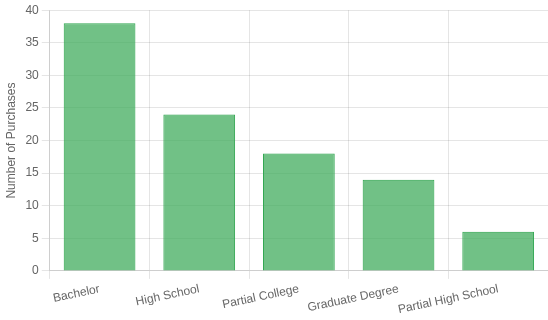 Number of Purchases
40
35
30
25
20
15
10
5
0
Bachelor
High School
Partial College
Graduate Degree
Partial High School